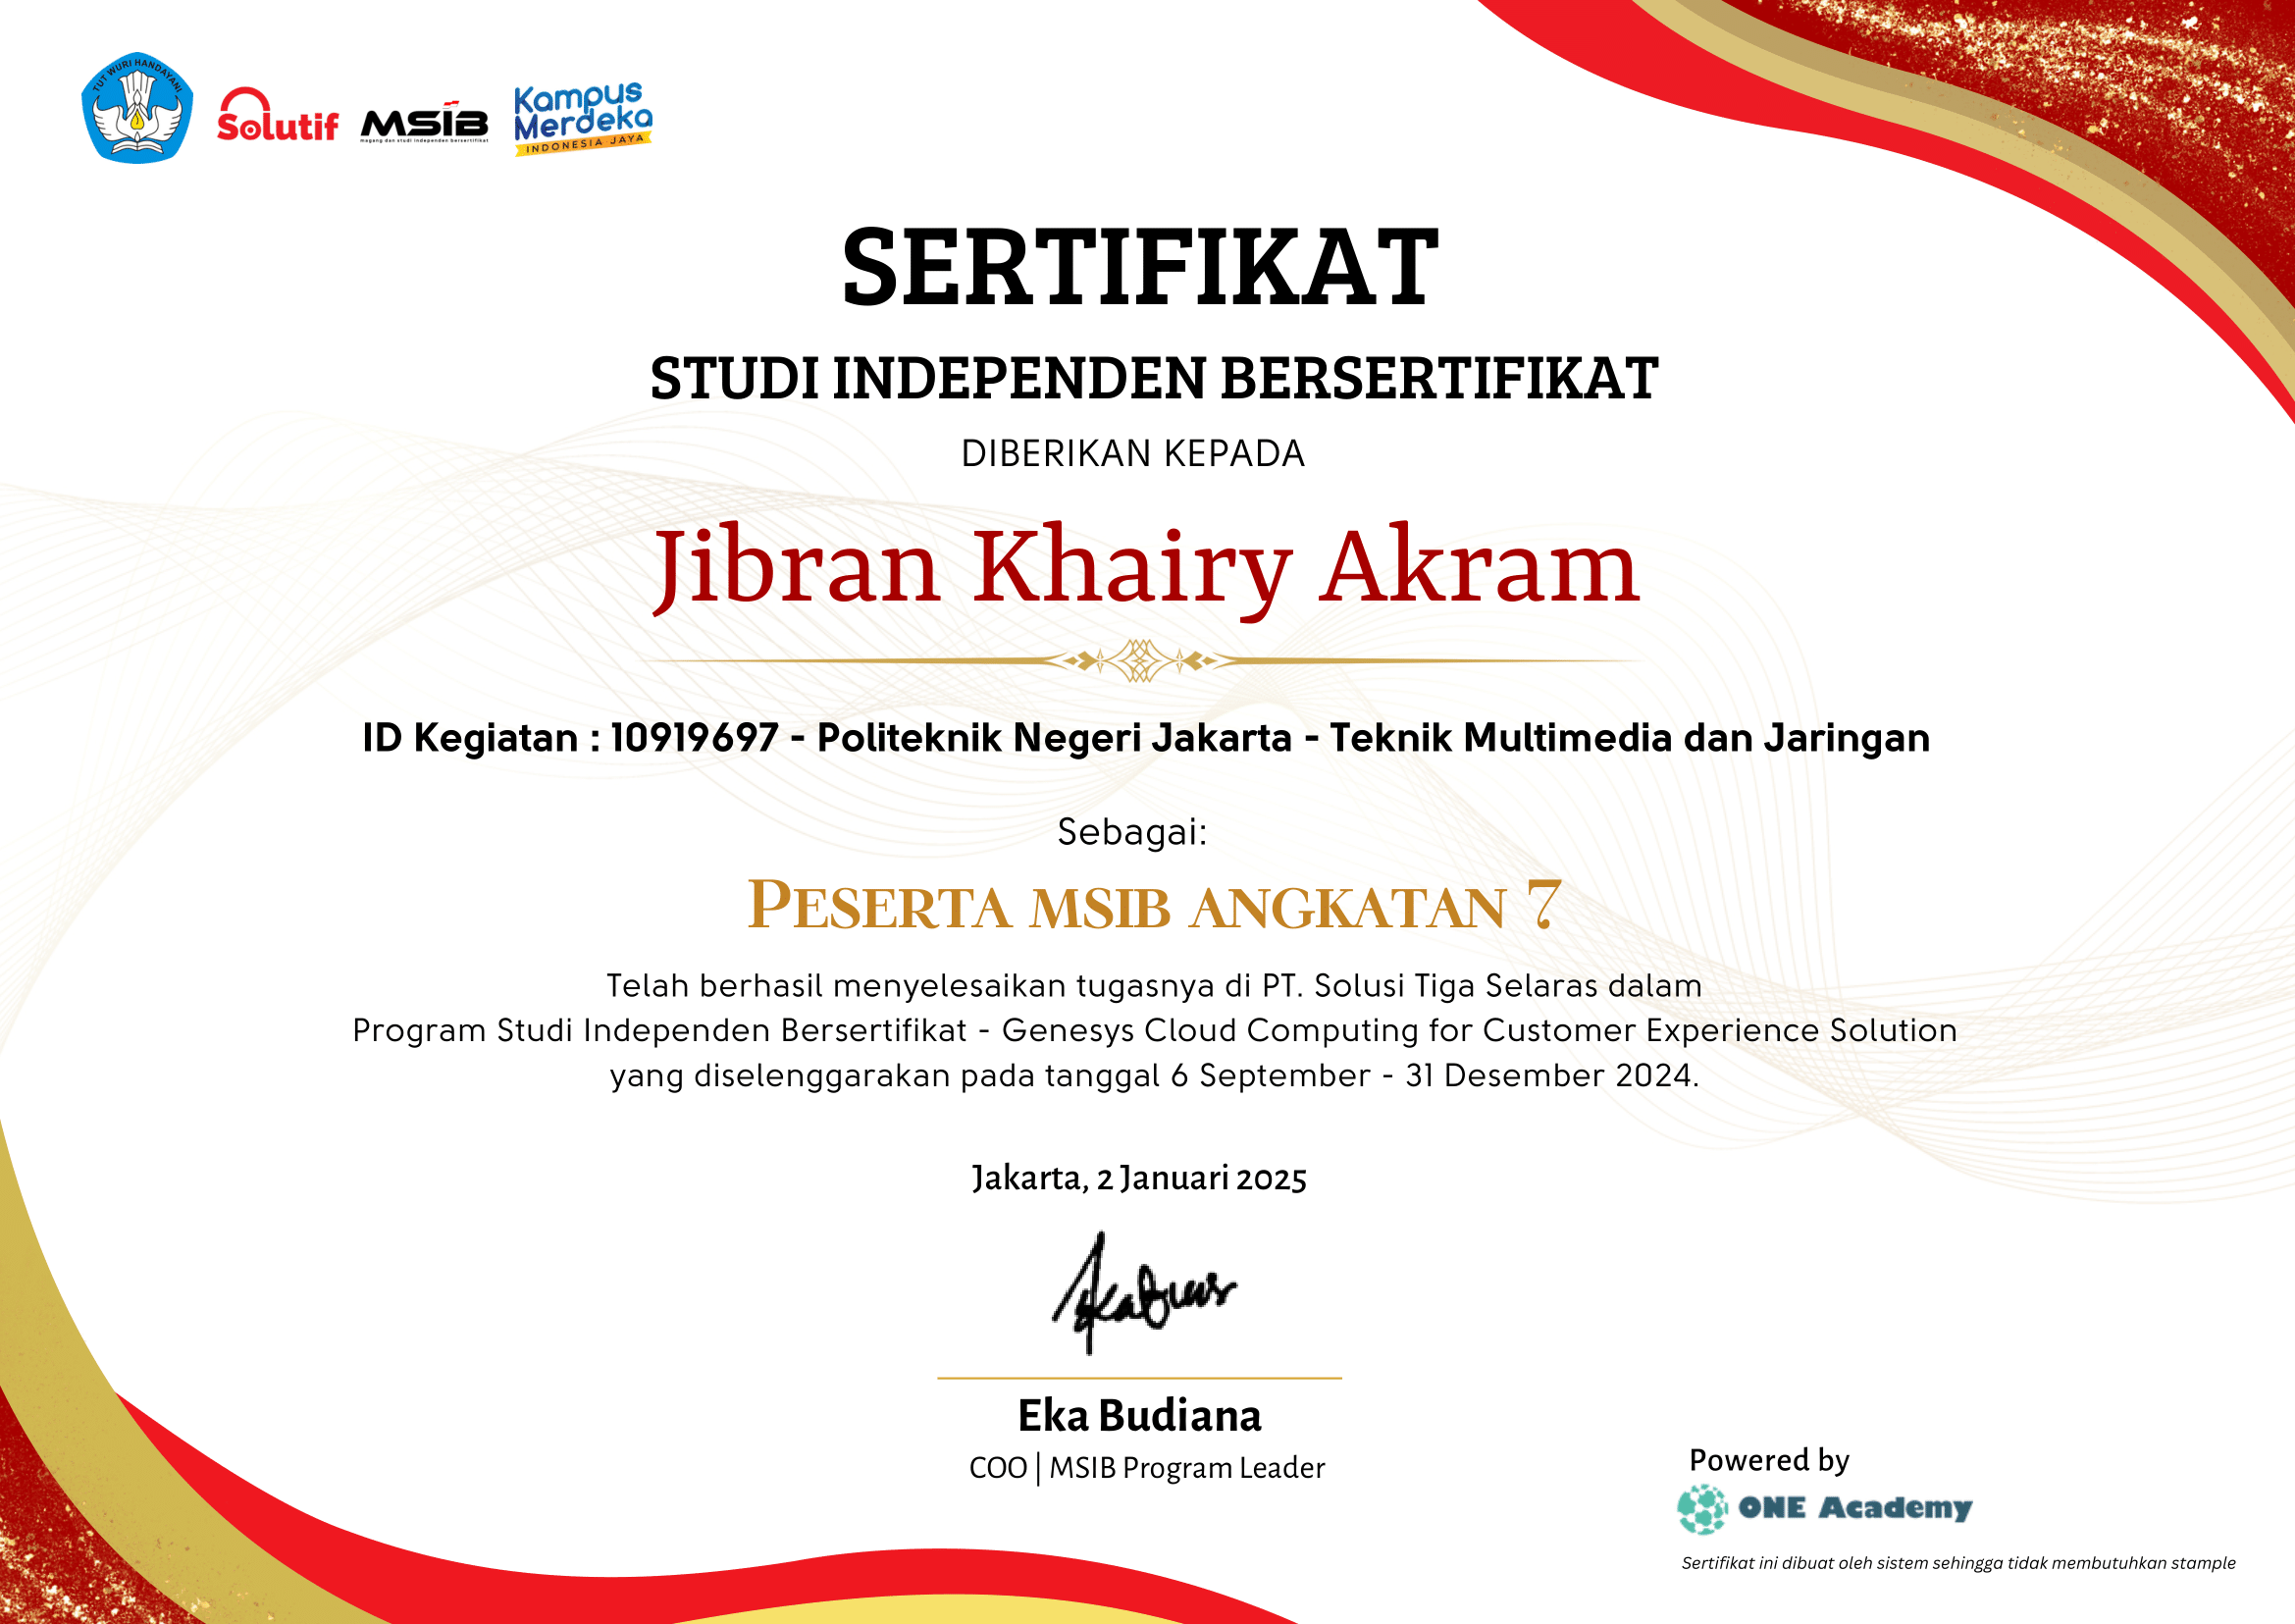 TUT WURI HANDAYANI
Solutif
MSIB
magang dan studi independen bersertifikat
Kampus
Merdeka
INDONESIA JAYA
SERTIFIKAT
STUDI INDEPENDEN BERSERTIFIKAT
DIBERIKAN KEPADA
Jibran Khairy Akram
ID Kegiatan : 10919697 - Politeknik Negeri Jakarta - Teknik Multimedia dan Jaringan
Sebagai:
PESERTA MSIB ANGKATAN 7
Telah berhasil menyelesaikan tugasnya di PT. Solusi Tiga Selaras dalam
Program Studi Independen Bersertifikat - Genesys Cloud Computing for Customer Experience Solution
yang diselenggarakan pada tanggal 6 September - 31 Desember 2024.
Jakarta, 2 Januari 2025
Eka Budiana
COO | MSIB Program Leader
Powered by
ONE Academy
Sertifikat ini dibuat oleh sistem sehingga tidak membutuhkan stample